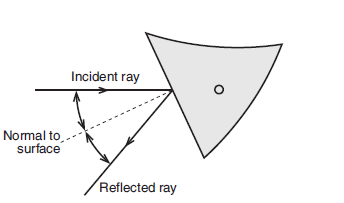 Incident ray
Normal to
surface
Reflected ray